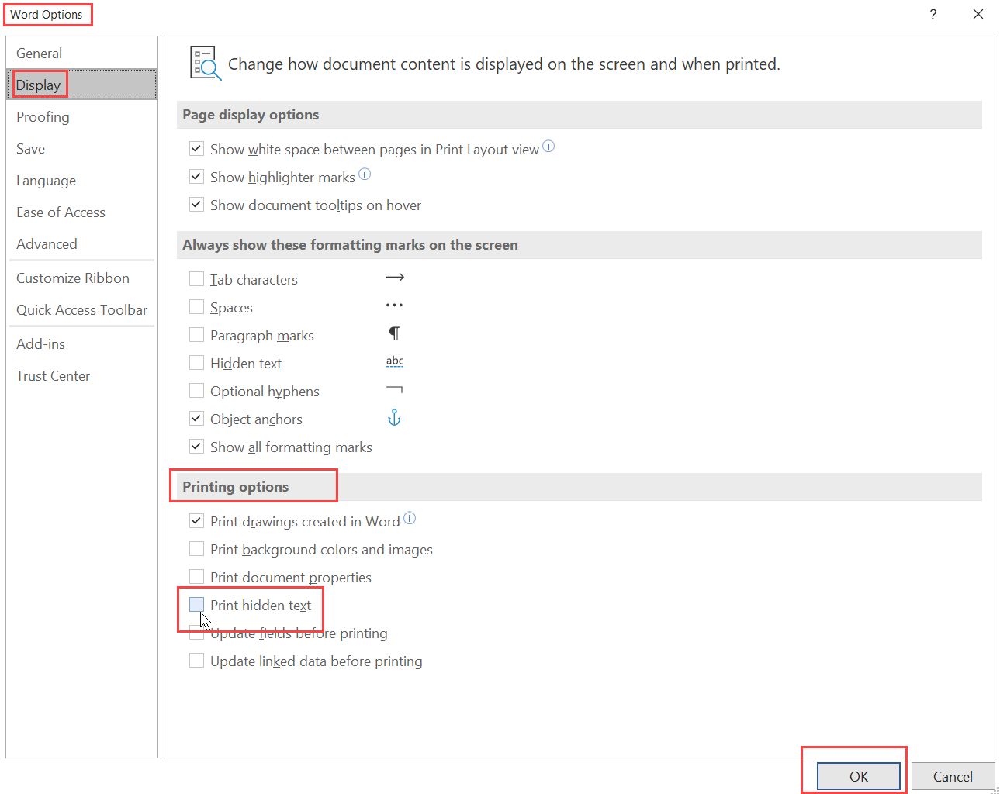 Word Options
?
General
Display
Proofing
Save
Language
Ease of Access
Advanced
Customize Ribbon
Quick Access Toolbar
Add-ins
Trust Center
Change how document content is displayed on the screen and when printed.
Page display options
Show white space between pages in Print Layout view
Show highlighter marks
Show document tooltips on hover
Always show these formatting marks on the screen
Tab characters
Spaces
Paragraph marks ¶
Hidden text abc
Optional hyphens
Object anchors
Show all formatting marks
Printing options
Print drawings created in Word
Print background colors and images
Print document properties
Print hidden text
Update fields before printing
Update linked data before printing
OK Cancel